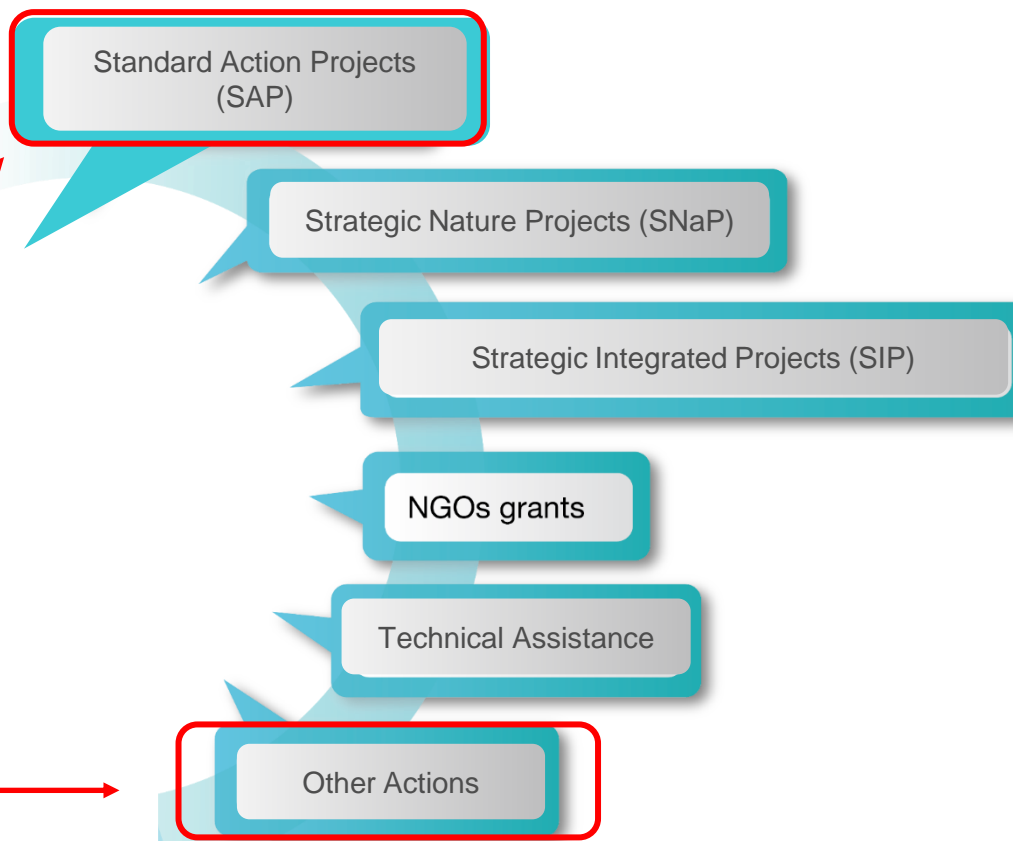 Standard Action Projects
(SAP)
Strategic Nature Projects (SNaP)
Strategic Integrated Projects (SIP)
NGOs grants
Technical Assistance
Other Actions